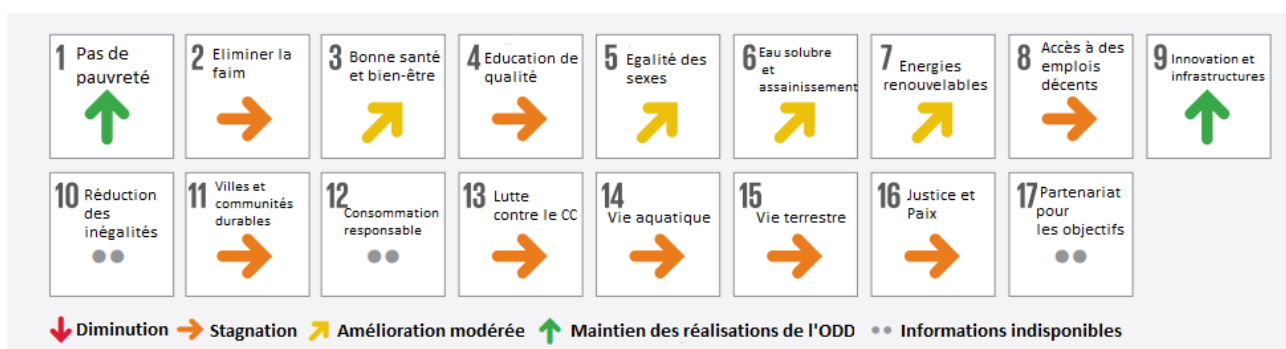 1 Pas de
pauvreté
2 Eliminer la
faim
3 Bonne santé
et bien-être
4 Education de
qualité
5 Egalité des
sexes
6 Eau solubre
et
assainissement
7 Energies
renouvelables
8 Accès à des
emplois
décents
9 Innovation et
infrastructures
10 Réduction
des
inégalités
11 Villes et
communités
durables
12 Consommation
responsable
13 Lutte
contre le CC
14 Vie aquatique
15 Vie terrestre
16 Justice et
Paix
17 Partenariat
pour
les objectifs
Diminution Stagnation Amélioration modérée Maintien des réalisations de l'ODD Informations indisponibles